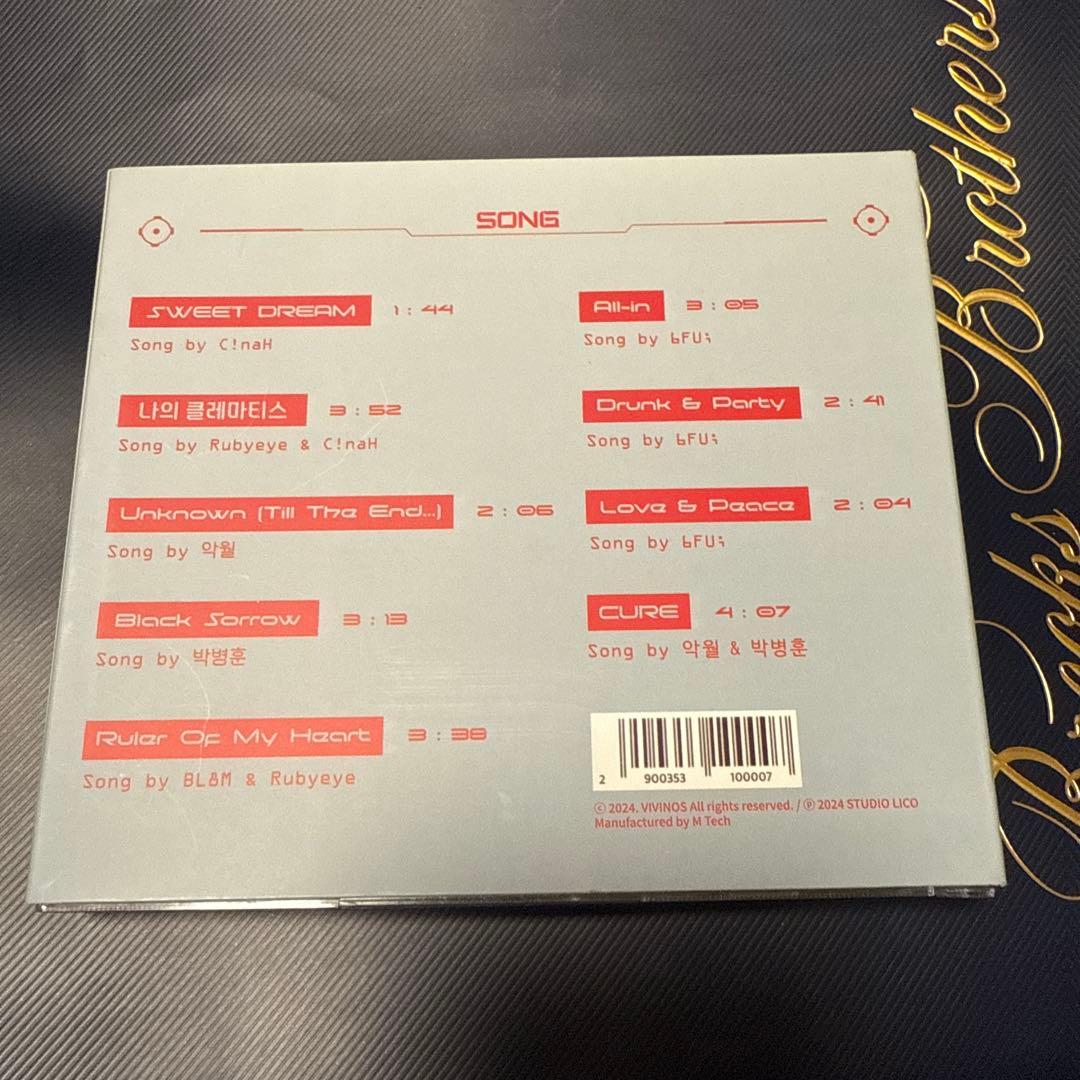 SONG
SWEET DREAM 1 : 44
Song by C!naH
나의 클레마티스 3 : 52
Song by Rubyeye & C!naH
Unknown (Till The End...) 2 : 06
Song by 악월
Black Sorrow 3 : 13
Song by 박병훈
Ruler Of My Heart 3 : 38
Song by BL8M & Rubyeye
All-in 3 : 05
Song by 6FU;
Drunk & Party 2 : 41
Song by 6FU;
Love & Peace 2 : 04
Song by 6FU;
CURE 4 : 07
Song by 악월 & 박병훈
2 900353 100007
© 2024. VIVINOS All rights reserved. / ℗ 2024 STUDIO LICO
Manufactured by M Tech
Brooks Brothers